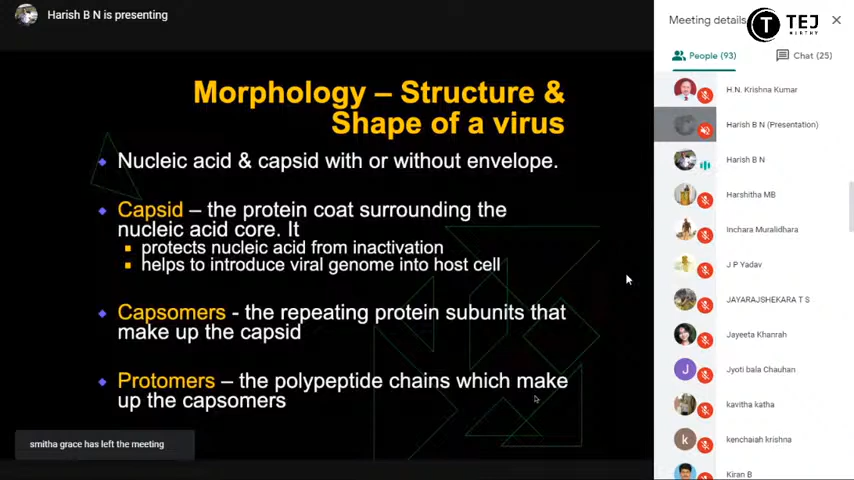 Harish B N is presenting
Morphology – Structure &
Shape of a virus
Nucleic acid & capsid with or without envelope.
Capsid – the protein coat surrounding the
nucleic acid core. It
protects nucleic acid from inactivation
helps to introduce viral genome into host cell
Capsomers - the repeating protein subunits that
make up the capsid
Protomers – the polypeptide chains which make
up the capsomers
smitha grace has left the meeting
Meeting details
TEJ
People (93)
Chat (25)
H.N. Krishna Kumar
Harish B N (Presentation)
Harish B N
Harshitha MB
Inchara Muralidhara
J P Yadav
JAYARAJSHEKARA T S
Jayeeta Khanrah
J
Jyoti bala Chauhan
kavitha katha
k
kenchaiah krishna
Kiran B